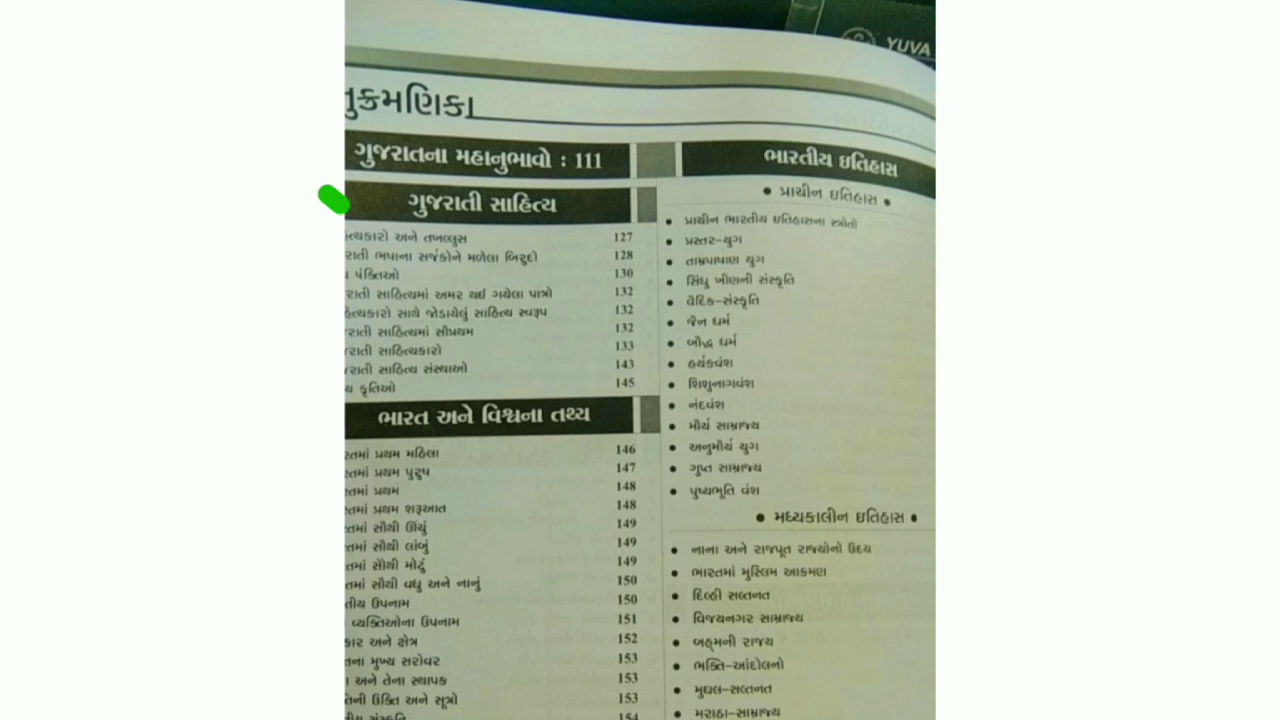 YUVA
નુક્રમણિકા
ગુજરાતના મહાનુભાવો : 111
ગુજરાતી સાહિત્ય
ત્યકારો અને તખલ્લુસ 127
રાતી ભાષાના સર્જકોને મળેલા બિરુદો 128
પંક્તિઓ 130
રાતી સાહિત્યમાં અમર થઈ ગયેલા પાત્રો 132
હિત્યકારો સાથે જોડાયેલું સાહિત્ય સ્વરૂપ 132
રાતી સાહિત્યમાં સૌપ્રથમ 132
રાતી સાહિત્યકારો 133
રાતી સાહિત્ય સંસ્થાઓ 143
ય કૃતિઓ 145
ભારત અને વિશ્વના તથ્ય
તમાં પ્રથમ મહિલા 146
તમાં પ્રથમ પુરુષ 147
તમાં પ્રથમ 148
તમાં પ્રથમ શરૂઆત 148
તમાં સૌથી ઊંચું 149
તમાં સૌથી લાંબું 149
તમાં સૌથી મોટું 149
તમાં સૌથી વધુ અને નાનું 150
તીય ઉપનામ 150
વ્યક્તિઓના ઉપનામ 151
કાર અને ક્ષેત્ર 152
તના મુખ્ય સરોવર 153
અને તેના સ્થાપક 153
તની ઉક્તિ અને સૂત્રો 153
તીય સંસ્કૃતિ 154
ભારતીય ઇતિહાસ
• પ્રાચીન ઇતિહાસ •
• પ્રાચીન ભારતીય ઇતિહાસના સ્ત્રોતો
• પ્રસ્તર-યુગ
• તામ્રપાષાણ યુગ
• સિંધુ ખીણની સંસ્કૃતિ
• વૈદિક-સંસ્કૃતિ
• જૈન ધર્મ
• બૌદ્ધ ધર્મ
• હર્યકવંશ
• શિશુનાગવંશ
• નંદવંશ
• મૌર્ય સામ્રાજ્ય
• અનુમૌર્ય યુગ
• ગુપ્ત સામ્રાજ્ય
• પુષ્યભૂતિ વંશ
• મધ્યકાલીન ઇતિહાસ •
• નાના અને રાજપૂત રાજ્યોનો ઉદય
• ભારતમાં મુસ્લિમ આક્રમણ
• દિલ્હી સલ્તનત
• વિજયનગર સામ્રાજ્ય
• બહમની રાજ્ય
• ભક્તિ-આંદોલનો
• મુઘલ-સલ્તનત
• મરાઠા-સામ્રાજ્ય